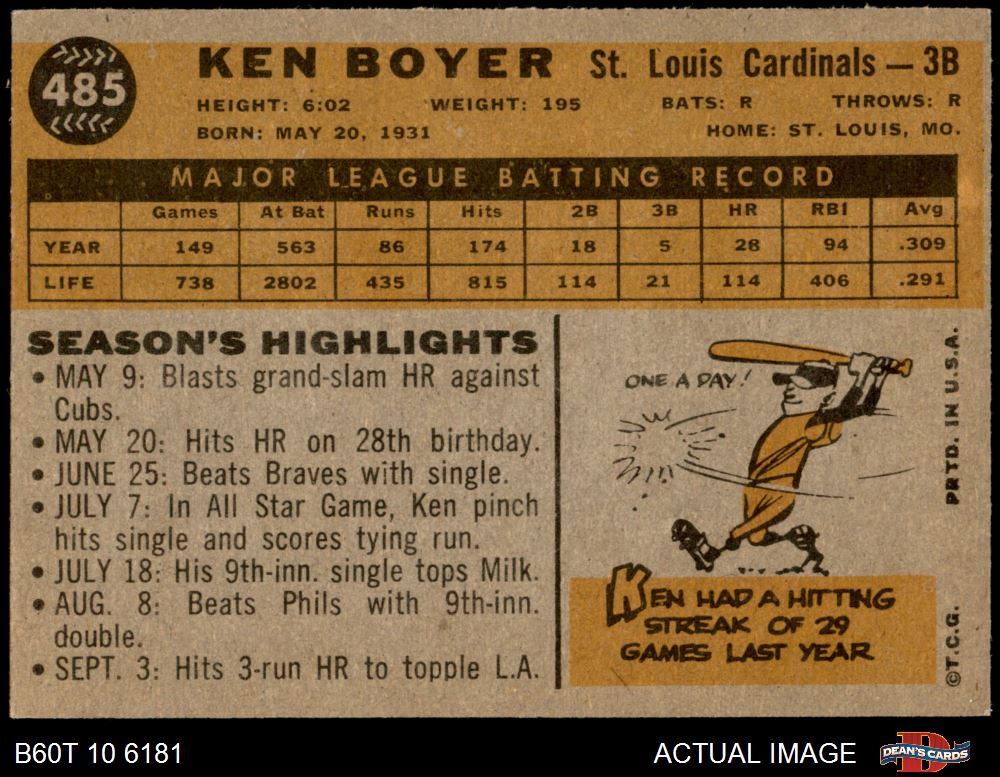 485
KEN BOYER St. Louis Cardinals — 3B
HEIGHT: 6:02 WEIGHT: 195 BATS: R THROWS: R
BORN: MAY 20, 1931 HOME: ST. LOUIS, MO.
MAJOR LEAGUE BATTING RECORD
Games At Bat Runs Hits 2B 3B HR RBI Avg
YEAR 149 563 86 174 18 5 28 94 .309
LIFE 738 2802 435 815 114 21 114 406 .291
SEASON'S HIGHLIGHTS
• MAY 9: Blasts grand-slam HR against
Cubs.
• MAY 20: Hits HR on 28th birthday.
• JUNE 25: Beats Braves with single.
• JULY 7: In All Star Game, Ken pinch
hits single and scores tying run.
• JULY 18: His 9th-inn. single tops Milk.
• AUG. 8: Beats Phils with 9th-inn.
double.
• SEPT. 3: Hits 3-run HR to topple L.A.
ONE A DAY!
KEN HAD A HITTING
STREAK OF 29
GAMES LAST YEAR
©T.C.G. PRTD. IN U.S.A.
B60T 10 6181 ACTUAL IMAGE DEAN'S CARDS